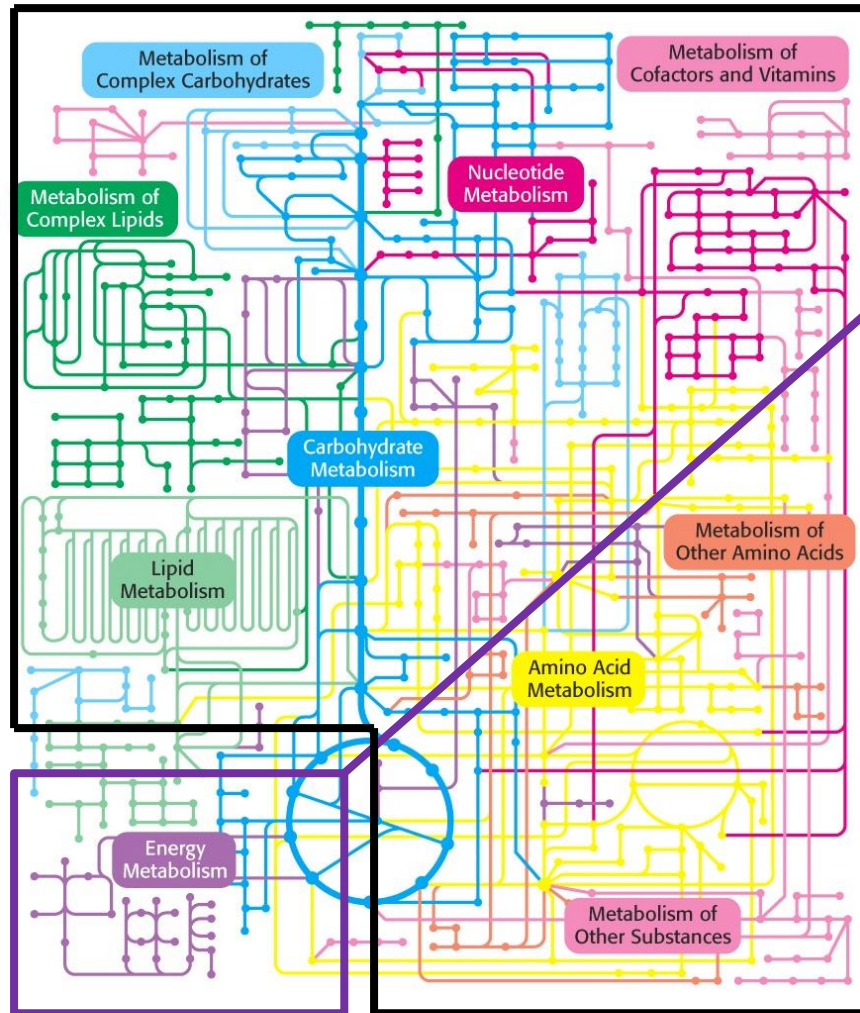 Metabolism of
Complex Carbohydrates
Metabolism of
Cofactors and Vitamins
Nucleotide
Metabolism
Metabolism of
Complex Lipids
Carbohydrate
Metabolism
Metabolism of
Other Amino Acids
Lipid
Metabolism
Amino Acid
Metabolism
Energy
Metabolism
Metabolism of
Other Substances